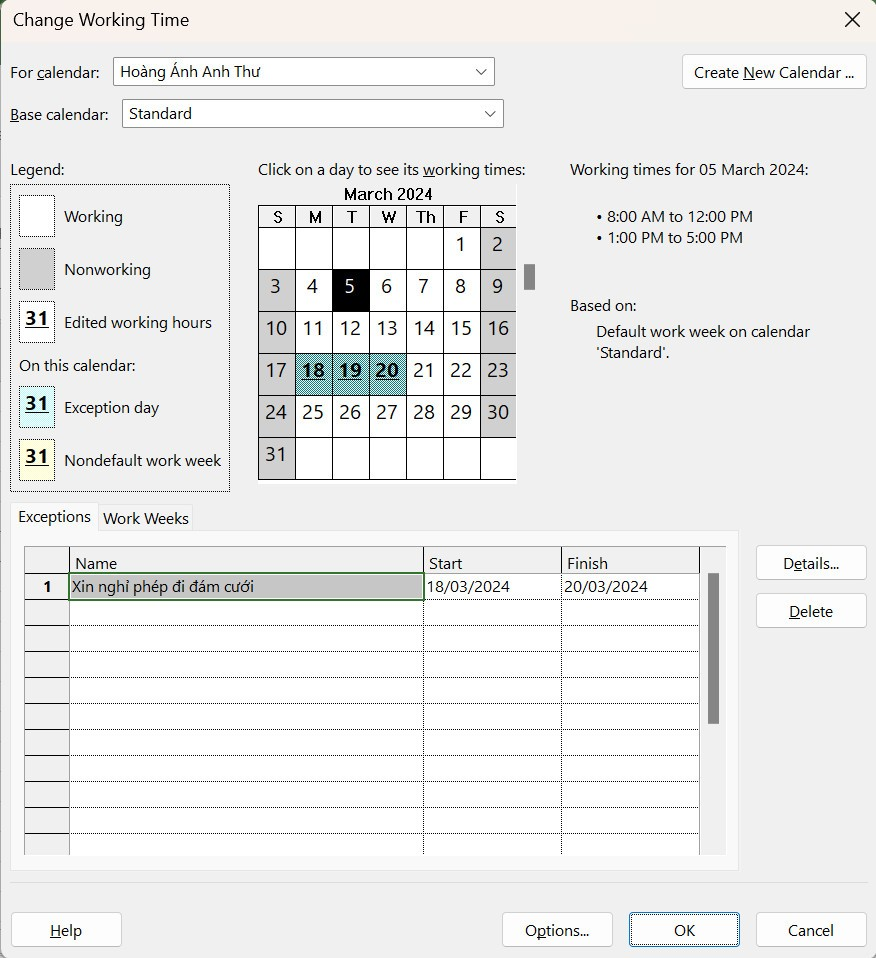 Change Working Time
For calendar: Hoàng Ánh Anh Thư
Create New Calendar ...
Base calendar: Standard
Legend:
Working
Nonworking
31 Edited working hours
On this calendar:
31 Exception day
31 Nondefault work week
Click on a day to see its working times:
March 2024
S M T W Th F S
1 2
3 4 5 6 7 8 9
10 11 12 13 14 15 16
17 18 19 20 21 22 23
24 25 26 27 28 29 30
31
Working times for 05 March 2024:
• 8:00 AM to 12:00 PM
• 1:00 PM to 5:00 PM
Based on:
Default work week on calendar
'Standard'.
Exceptions Work Weeks
Name Start Finish
1 Xin nghỉ phép đi đám cưới 18/03/2024 20/03/2024
Details...
Delete
Help Options... OK Cancel